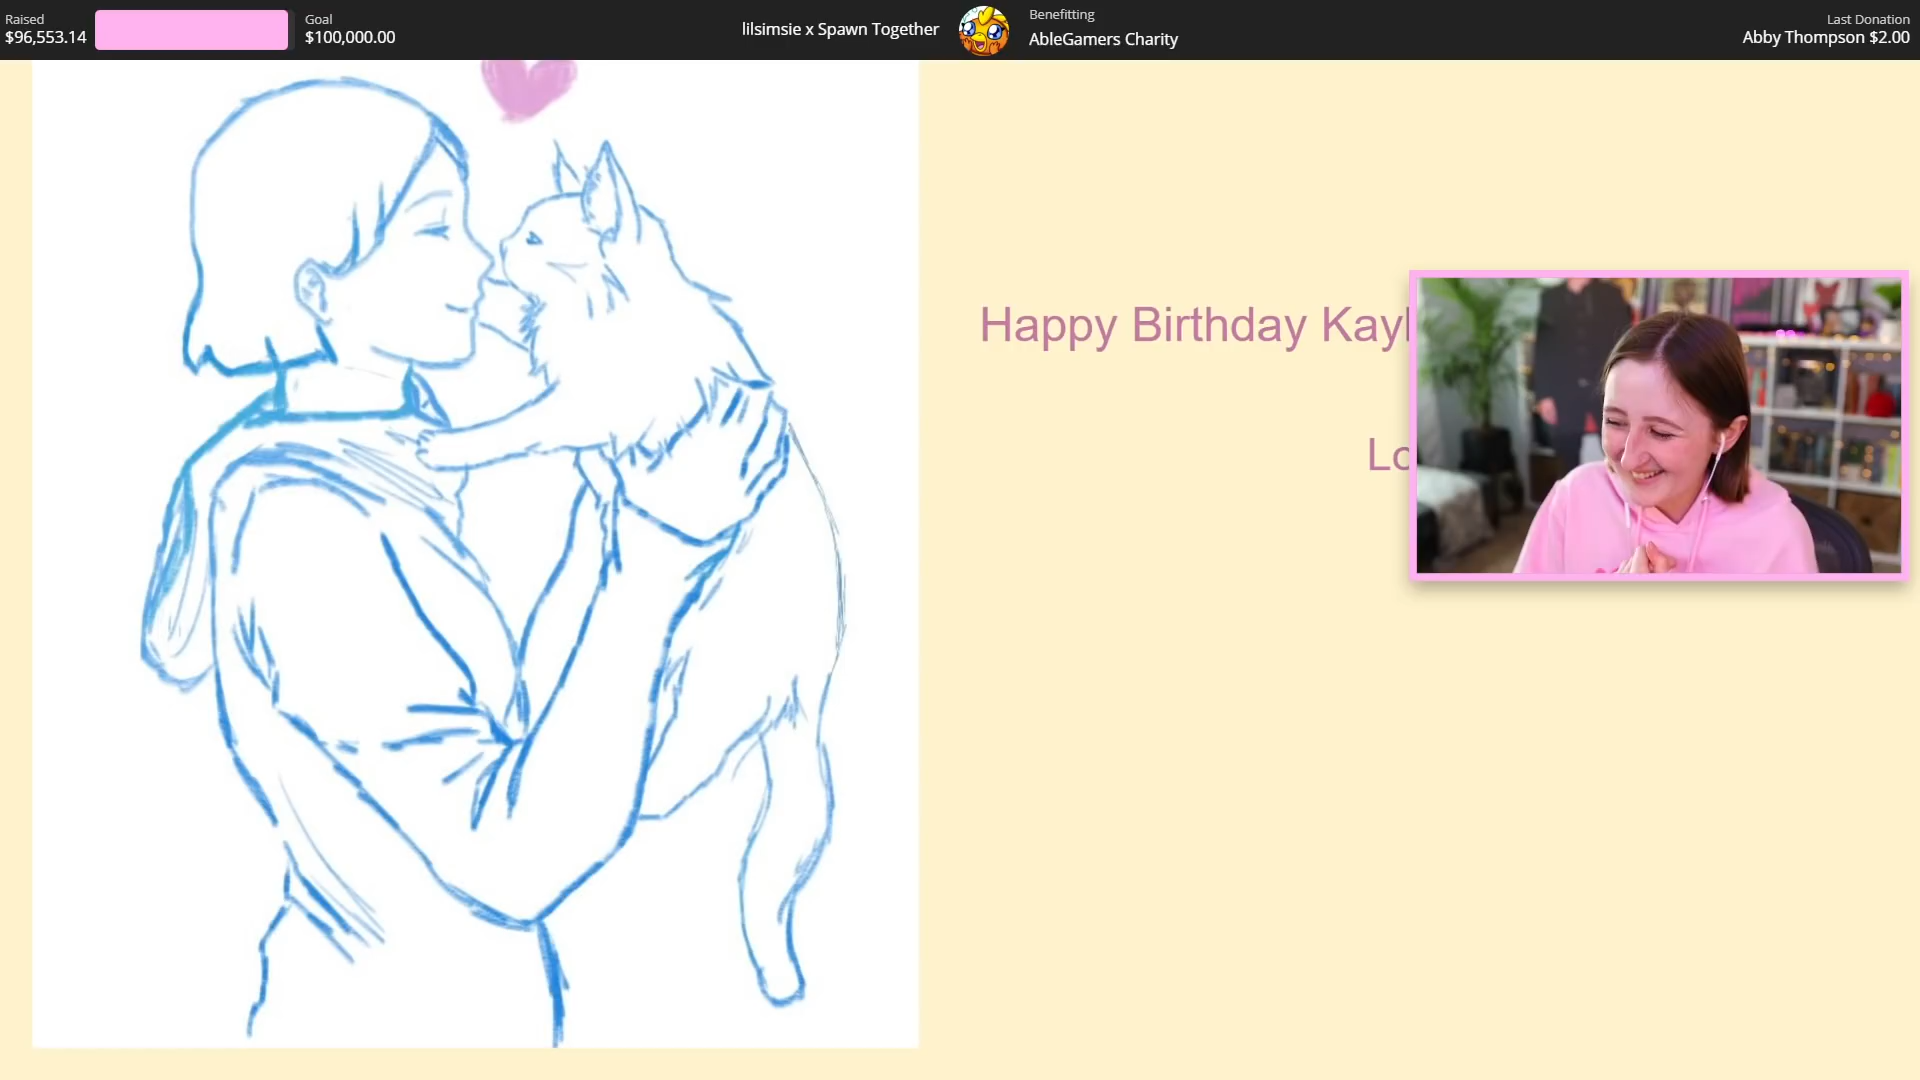 Raised
$96,553.14
Goal
$100,000.00
lilsimsie x Spawn Together
Benefitting
AbleGamers Charity
Last Donation
Abby Thompson $2.00
Happy Birthday Kayl
Lo